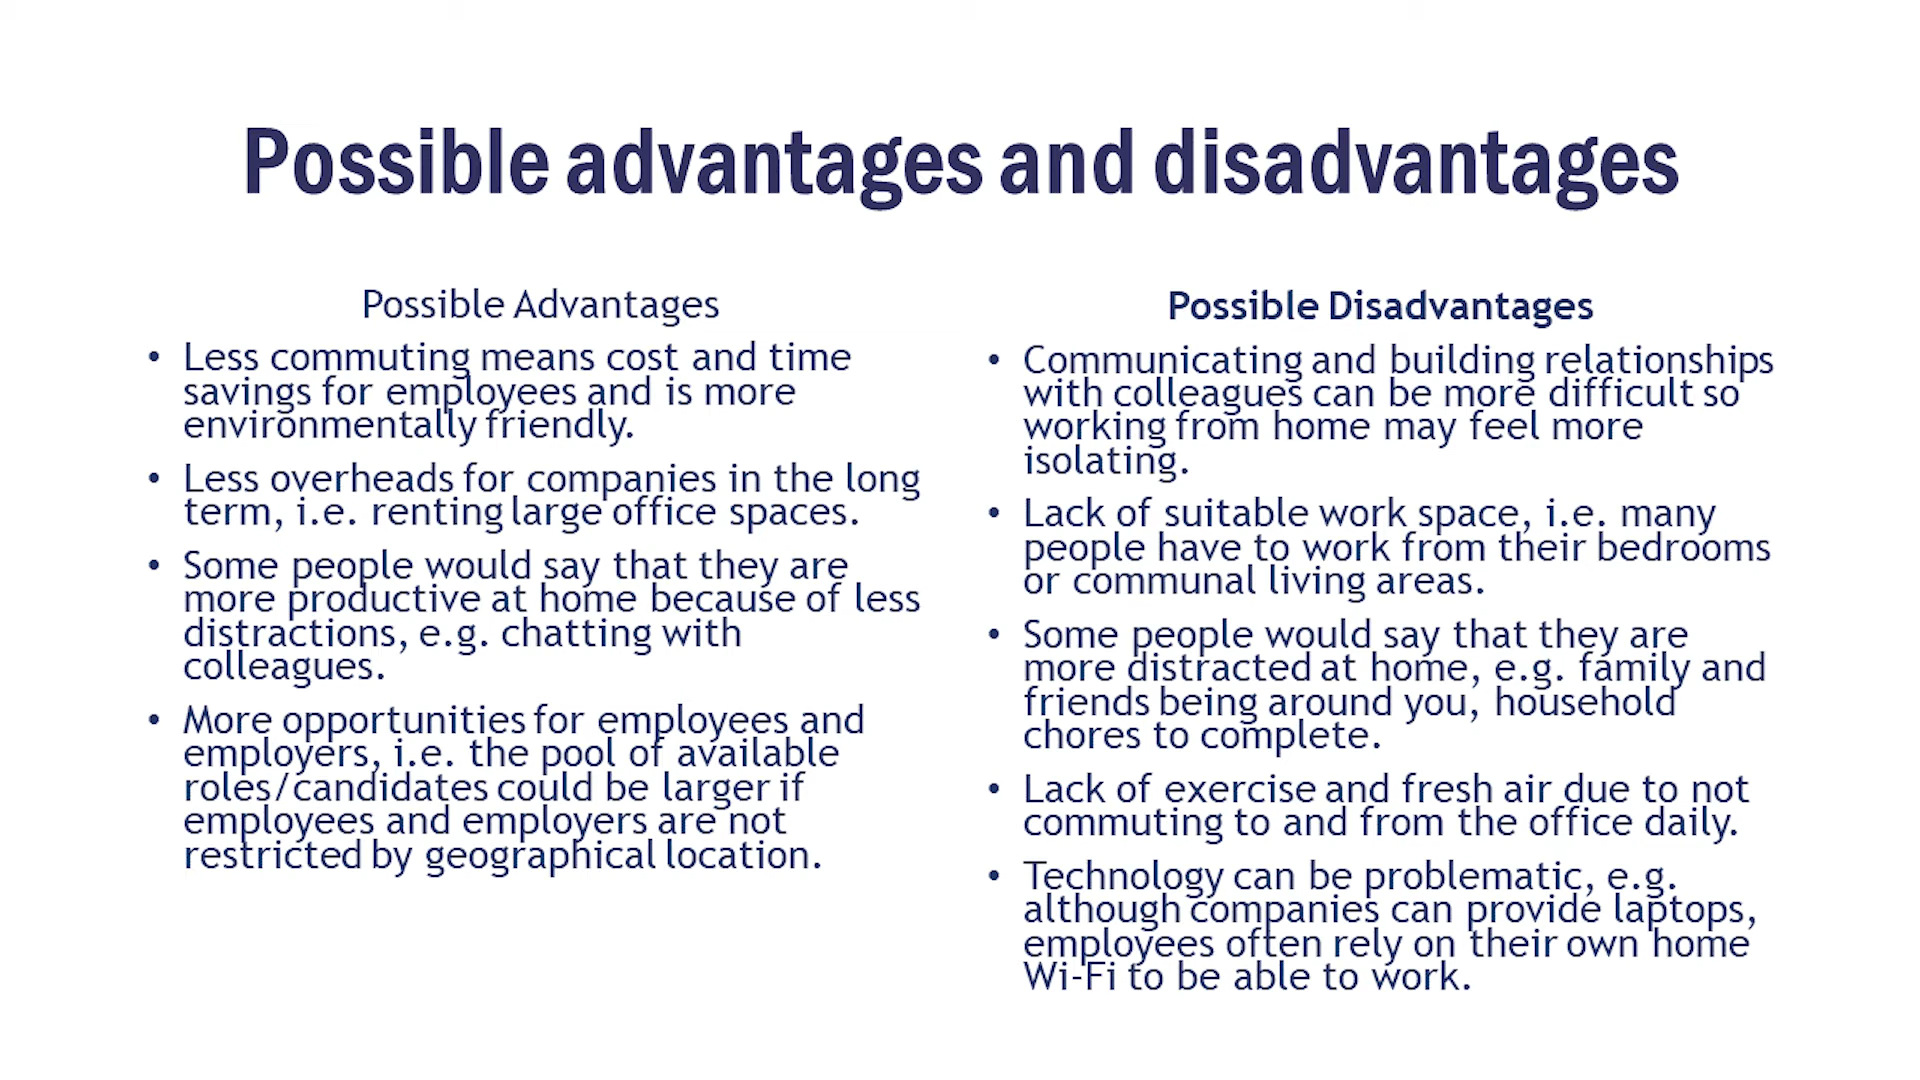 Possible advantages and disadvantages
Possible Advantages
• Less commuting means cost and time
savings for employees and is more
environmentally friendly.
• Less overheads for companies in the long
term, i.e. renting large office spaces.
• Some people would say that they are
more productive at home because of less
distractions, e.g. chatting with
colleagues.
• More opportunities for employees and
employers, i.e. the pool of available
roles/candidates could be larger if
employees and employers are not
restricted by geographical location.
Possible Disadvantages
• Communicating and building relationships
with colleagues can be more difficult so
working from home may feel more
isolating.
• Lack of suitable work space, i.e. many
people have to work from their bedrooms
or communal living areas.
• Some people would say that they are
more distracted at home, e.g. family and
friends being around you, household
chores to complete.
• Lack of exercise and fresh air due to not
commuting to and from the office daily.
• Technology can be problematic, e.g.
although companies can provide laptops,
employees often rely on their own home
Wi-Fi to be able to work.